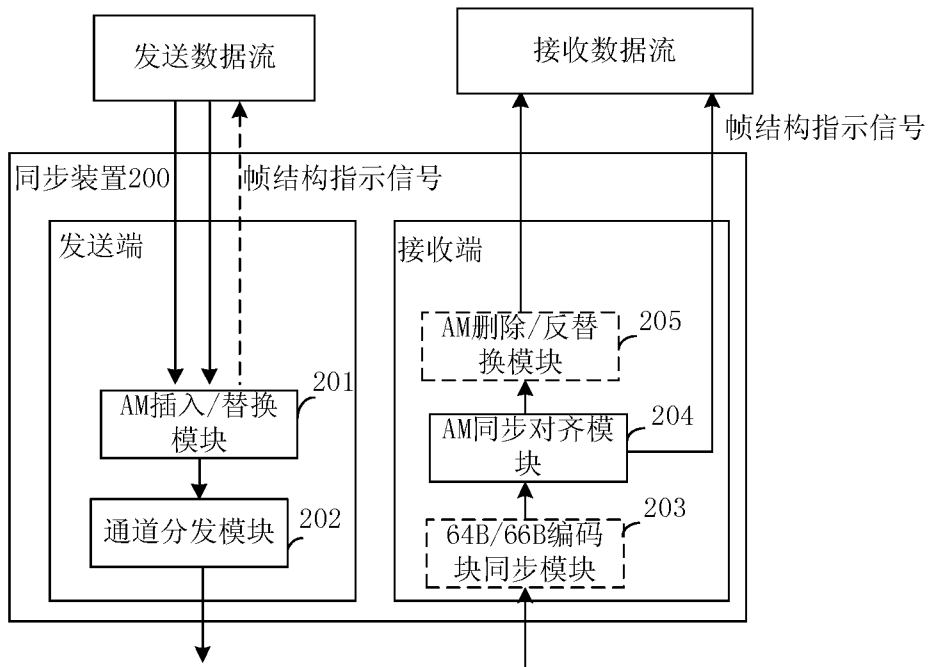 发送数据流
接收数据流
帧结构指示信号
同步装置200
帧结构指示信号
发送端
接收端
AM插入/替换
模块
201
通道分发模块
202
AM删除/反替
换模块
205
AM同步对齐模
块
204
64B/66B编码
块同步模块
203